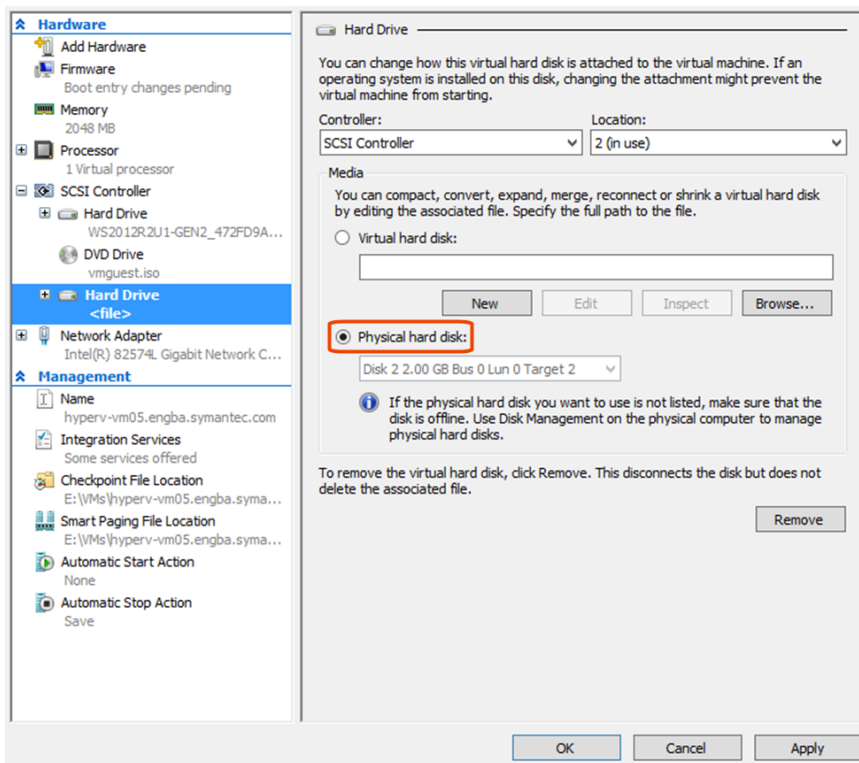 Hardware
Add Hardware
Firmware
Boot entry changes pending
Memory
2048 MB
Processor
1 Virtual processor
SCSI Controller
Hard Drive
WS2012R2U1-GEN2_472FD9A...
DVD Drive
vmguest.iso
Hard Drive
<file>
Network Adapter
Intel(R) 82574L Gigabit Network C...
Management
Name
hyperv-vm05.engba.symantec.com
Integration Services
Some services offered
Checkpoint File Location
E:\VMs\hyperv-vm05.engba.syma...
Smart Paging File Location
E:\VMs\hyperv-vm05.engba.syma...
Automatic Start Action
None
Automatic Stop Action
Save
Hard Drive
You can change how this virtual hard disk is attached to the virtual machine. If an
operating system is installed on this disk, changing the attachment might prevent the
virtual machine from starting.
Controller: Location:
SCSI Controller 2 (in use)
Media
You can compact, convert, expand, merge, reconnect or shrink a virtual hard disk
by editing the associated file. Specify the full path to the file.
Virtual hard disk:
New Edit Inspect Browse...
Physical hard disk:
Disk 2 2.00 GB Bus 0 Lun 0 Target 2
If the physical hard disk you want to use is not listed, make sure that the
disk is offline. Use Disk Management on the physical computer to manage
physical hard disks.
To remove the virtual hard disk, click Remove. This disconnects the disk but does not
delete the associated file.
Remove
OK Cancel Apply